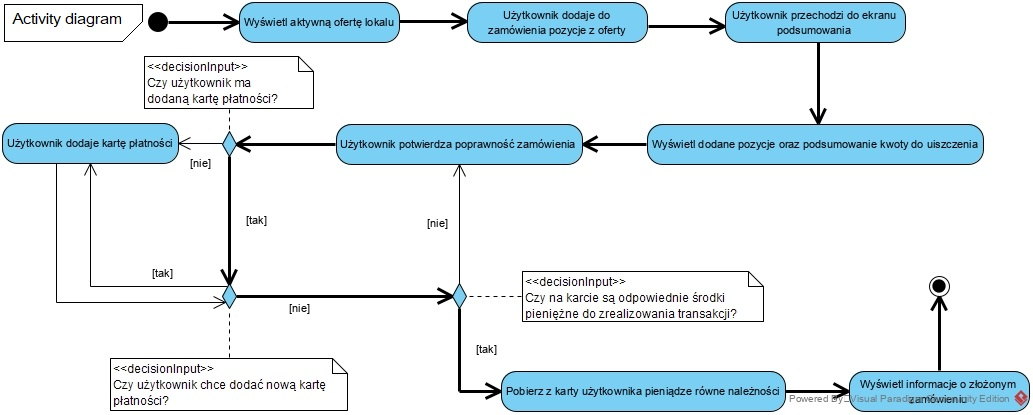 Activity diagram
Wyświetl aktywną ofertę lokalu
Użytkownik dodaje do
zamówienia pozycje z oferty
Użytkownik przechodzi do ekranu
podsumowania
<<decisionInput>>
Czy użytkownik ma
dodaną kartę płatności?
Użytkownik dodaje kartę płatności
[nie]
Użytkownik potwierdza poprawność zamówienia
Wyświetl dodane pozycje oraz podsumowanie kwoty do uiszczenia
[tak]
[nie]
[tak]
[nie]
<<decisionInput>>
Czy na karcie są odpowiednie środki
pieniężne do zrealizowania transakcji?
[tak]
<<decisionInput>>
Czy użytkownik chce dodać nową kartę
płatności?
Pobierz z karty użytkownika pieniądze równe należności
Wyświetl informacje o złożonym
zamówieniu
Powered By Visual Paradigm Community Edition